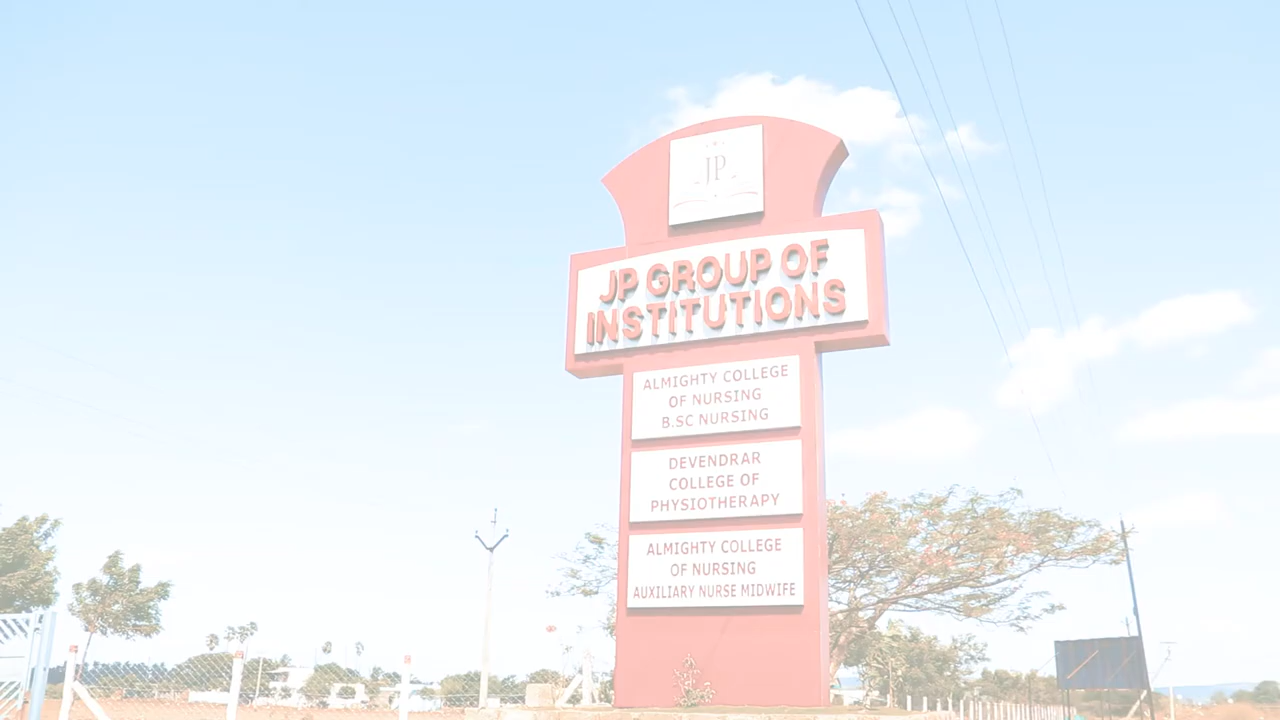 JP
JP GROUP OF
INSTITUTIONS
ALMIGHTY COLLEGE
OF NURSING
B.SC NURSING
DEVENDRAR
COLLEGE OF
PHYSIOTHERAPY
ALMIGHTY COLLEGE
OF NURSING
AUXILIARY NURSE MIDWIFE